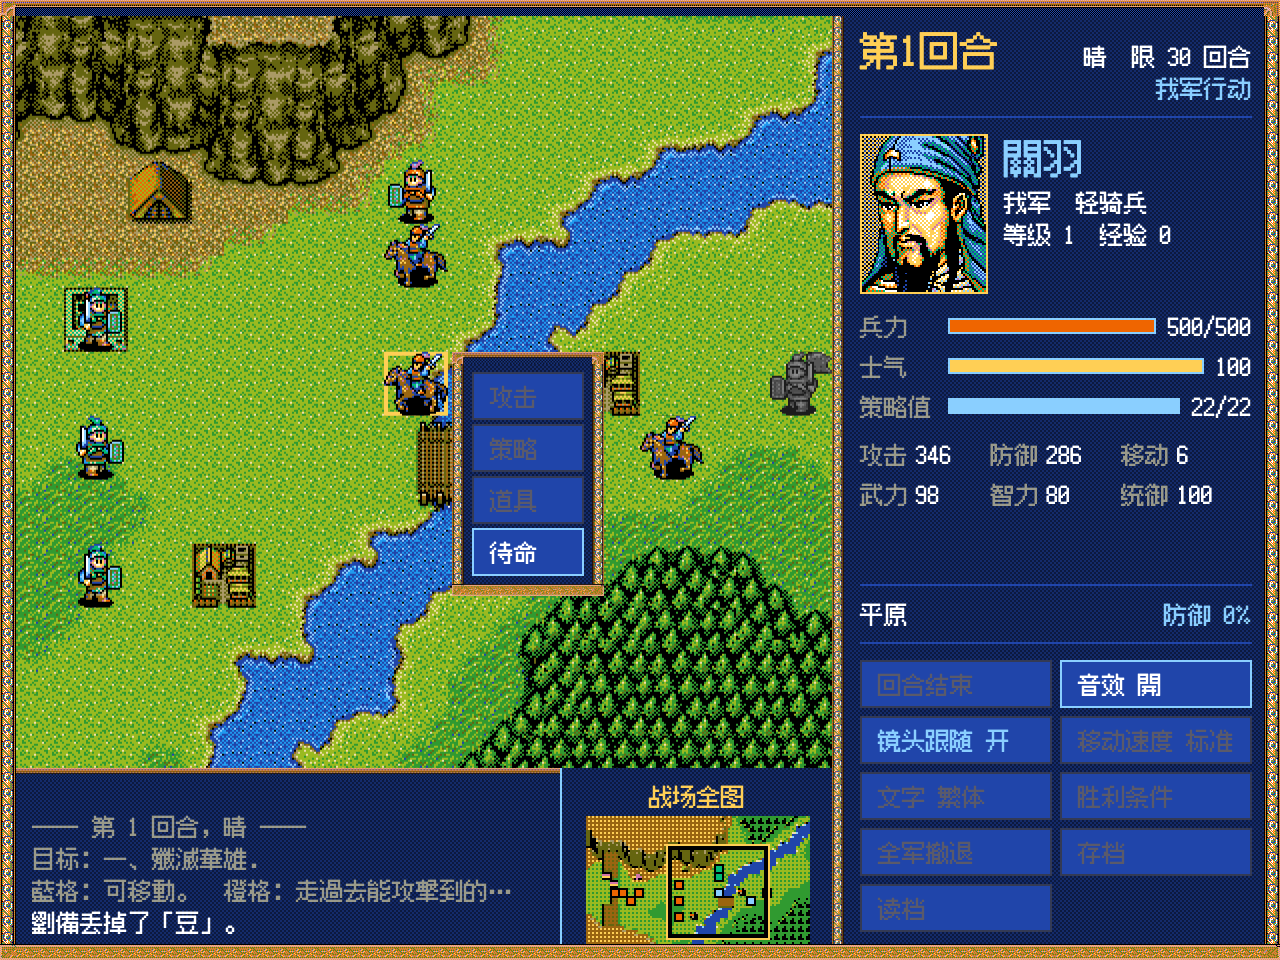 第1回合
晴 限 30 回合
我军行动
關羽
我军 轻骑兵
等级 1 经验 0
兵力 500/500
士气 100
策略值 22/22
攻击 346 防御 286 移动 6
武力 98 智力 80 统御 100
攻击
策略
道具
待命
平原 防御 0%
回合结束 音效 開
镜头跟随 开 移动速度 标准
文字 繁体 胜利条件
全军撤退 存档
读档
战场全图
—— 第 1 回合，晴 ——
目标：一、殲滅華雄．
藍格：可移動。 橙格：走過去能攻擊到的…
劉備丟掉了「豆」。